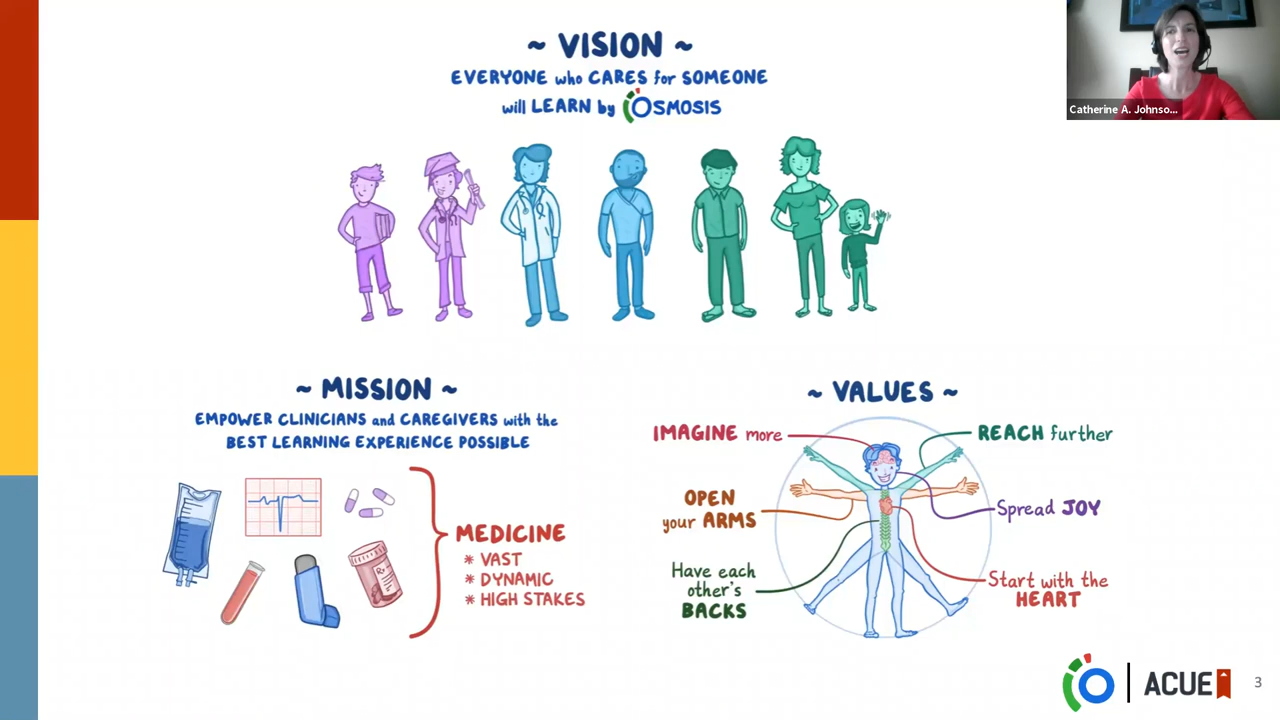 ~ VISION ~
EVERYONE who CARES for SOMEONE
will LEARN by OSMOSIS
Catherine A. Johnso...
~ MISSION ~
EMPOWER CLINICIANS and CAREGIVERS with the
BEST LEARNING EXPERIENCE POSSIBLE
MEDICINE
* VAST
* DYNAMIC
* HIGH STAKES
~ VALUES ~
IMAGINE more
REACH further
OPEN
your ARMS
Spread JOY
Have each
other's
BACKS
Start with the
HEART
ACUE
3